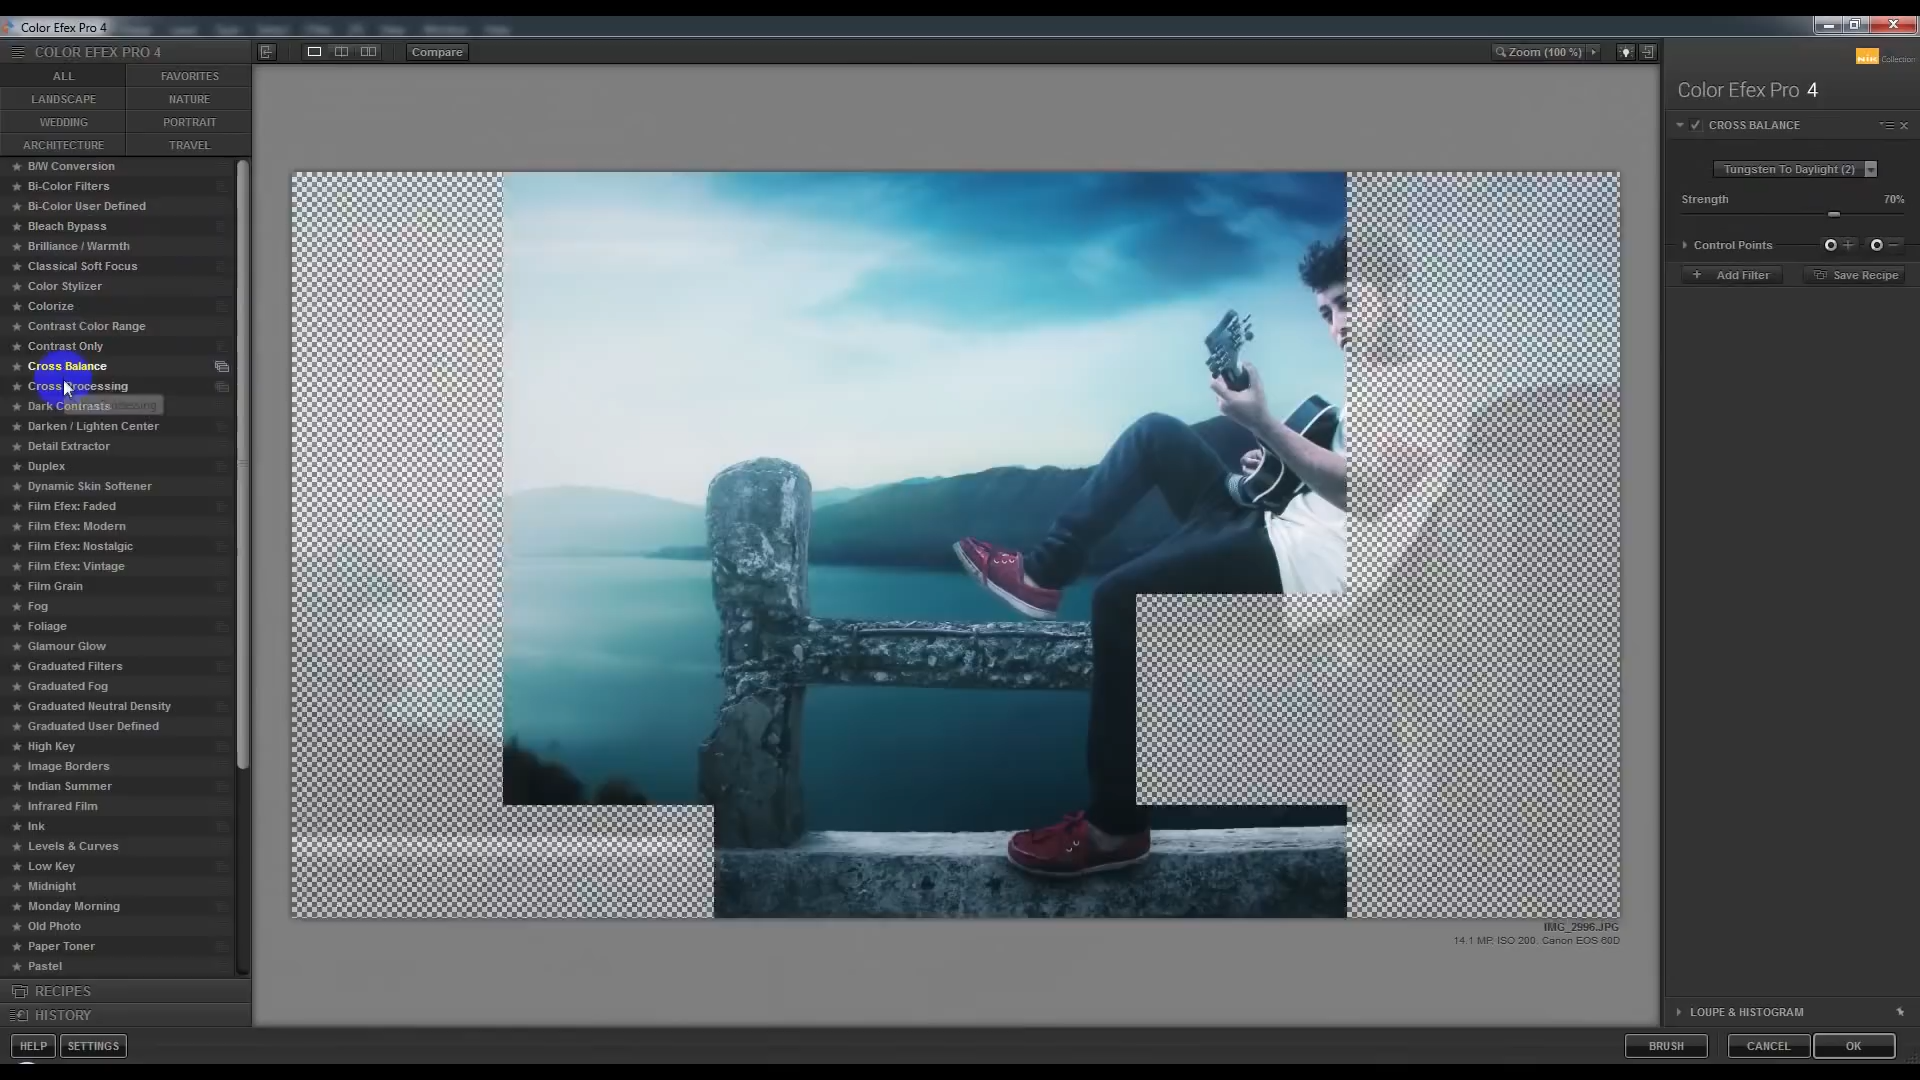 Color Efex Pro 4
COLOR EFEX PRO 4
Compare
Zoom (100 %)
Collection
ALL
FAVORITES
LANDSCAPE
NATURE
WEDDING
PORTRAIT
ARCHITECTURE
TRAVEL
B/W Conversion
Bi-Color Filters
Bi-Color User Defined
Bleach Bypass
Brilliance / Warmth
Classical Soft Focus
Color Stylizer
Colorize
Contrast Color Range
Contrast Only
Cross Balance
Cross Processing
Dark Contrasts
Darken / Lighten Center
Detail Extractor
Duplex
Dynamic Skin Softener
Film Efex: Faded
Film Efex: Modern
Film Efex: Nostalgic
Film Efex: Vintage
Film Grain
Fog
Foliage
Glamour Glow
Graduated Filters
Graduated Fog
Graduated Neutral Density
Graduated User Defined
High Key
Image Borders
Indian Summer
Infrared Film
Ink
Levels & Curves
Low Key
Midnight
Monday Morning
Old Photo
Paper Toner
Pastel
RECIPES
HISTORY
HELP
SETTINGS
IMG_2996.JPG
14.1 MP, ISO 200, Canon EOS 60D
Color Efex Pro 4
CROSS BALANCE
Tungsten To Daylight (2)
Strength 70%
Control Points
Add Filter
Save Recipe
LOUPE & HISTOGRAM
BRUSH
CANCEL
OK